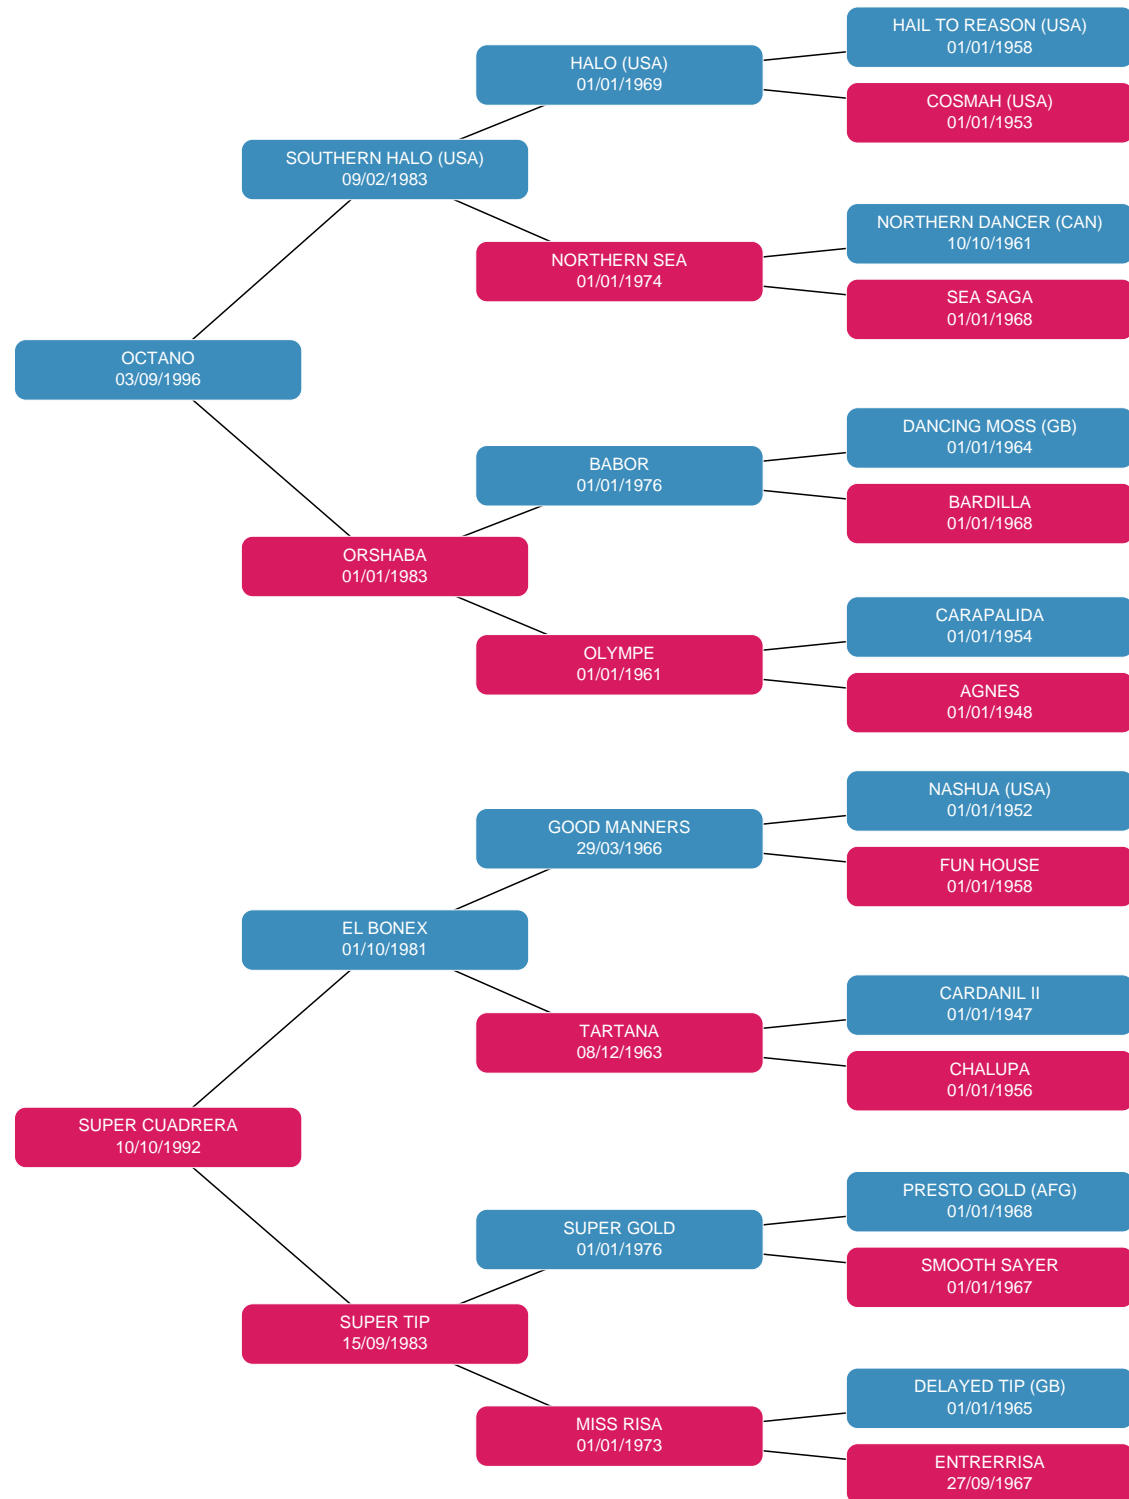 HAIL TO REASON (USA)
01/01/1958
HALO (USA)
01/01/1969
COSMAH (USA)
01/01/1953
SOUTHERN HALO (USA)
09/02/1983
NORTHERN DANCER (CAN)
10/10/1961
NORTHERN SEA
01/01/1974
SEA SAGA
01/01/1968
OCTANO
03/09/1996
DANCING MOSS (GB)
01/01/1964
BABOR
01/01/1976
BARDILLA
01/01/1968
ORSHABA
01/01/1983
CARAPALIDA
01/01/1954
OLYMPE
01/01/1961
AGNES
01/01/1948
NASHUA (USA)
01/01/1952
GOOD MANNERS
29/03/1966
FUN HOUSE
01/01/1958
EL BONEX
01/10/1981
CARDANIL II
01/01/1947
TARTANA
08/12/1963
CHALUPA
01/01/1956
SUPER CUADRERA
10/10/1992
PRESTO GOLD (AFG)
01/01/1968
SUPER GOLD
01/01/1976
SMOOTH SAYER
01/01/1967
SUPER TIP
15/09/1983
DELAYED TIP (GB)
01/01/1965
MISS RISA
01/01/1973
ENTRERRISA
27/09/1967